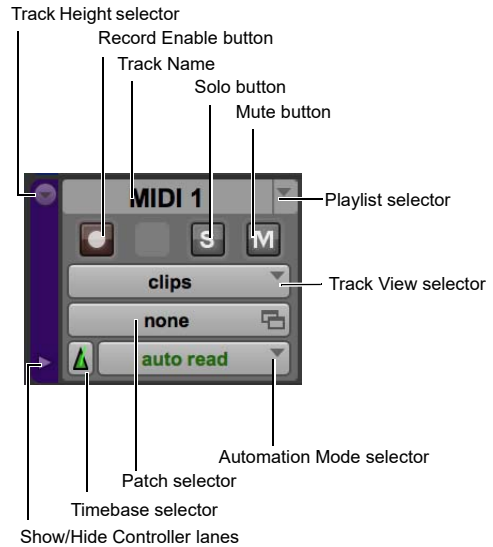 Track Height selector
Record Enable button
Track Name
Solo button
Mute button
MIDI 1
Playlist selector
S
M
clips
Track View selector
none
auto read
Automation Mode selector
Patch selector
Timebase selector
Show/Hide Controller lanes